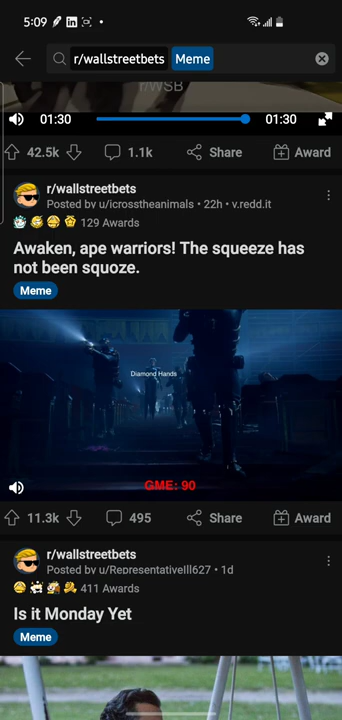 5:09
r/wallstreetbets Meme
r/WSB
01:30 01:30
42.5k 1.1k Share Award
r/wallstreetbets
Posted by u/icrosstheanimals • 22h • v.redd.it
129 Awards
Awaken, ape warriors! The squeeze has
not been squoze.
Meme
Diamond Hands
GME: 90
11.3k 495 Share Award
r/wallstreetbets
Posted by u/RepresentativeIll627 • 1d
411 Awards
Is it Monday Yet
Meme